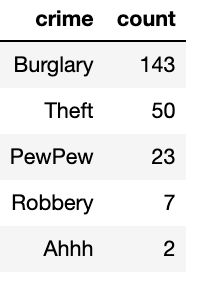 crime count
Burglary 143
Theft 50
PewPew 23
Robbery 7
Ahhh 2